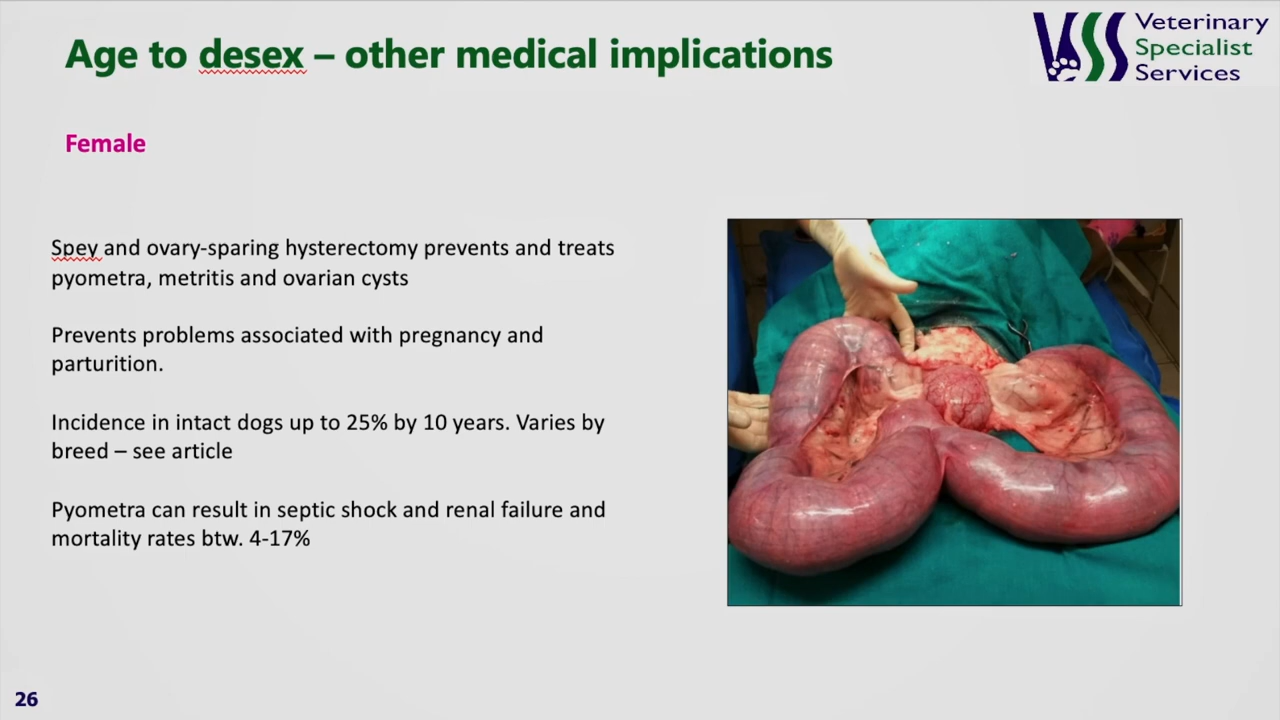 Age to desex – other medical implications
Veterinary
Specialist
Services
VSS
Female
Spey and ovary-sparing hysterectomy prevents and treats
pyometra, metritis and ovarian cysts
Prevents problems associated with pregnancy and
parturition.
Incidence in intact dogs up to 25% by 10 years. Varies by
breed – see article
Pyometra can result in septic shock and renal failure and
mortality rates btw. 4-17%
26